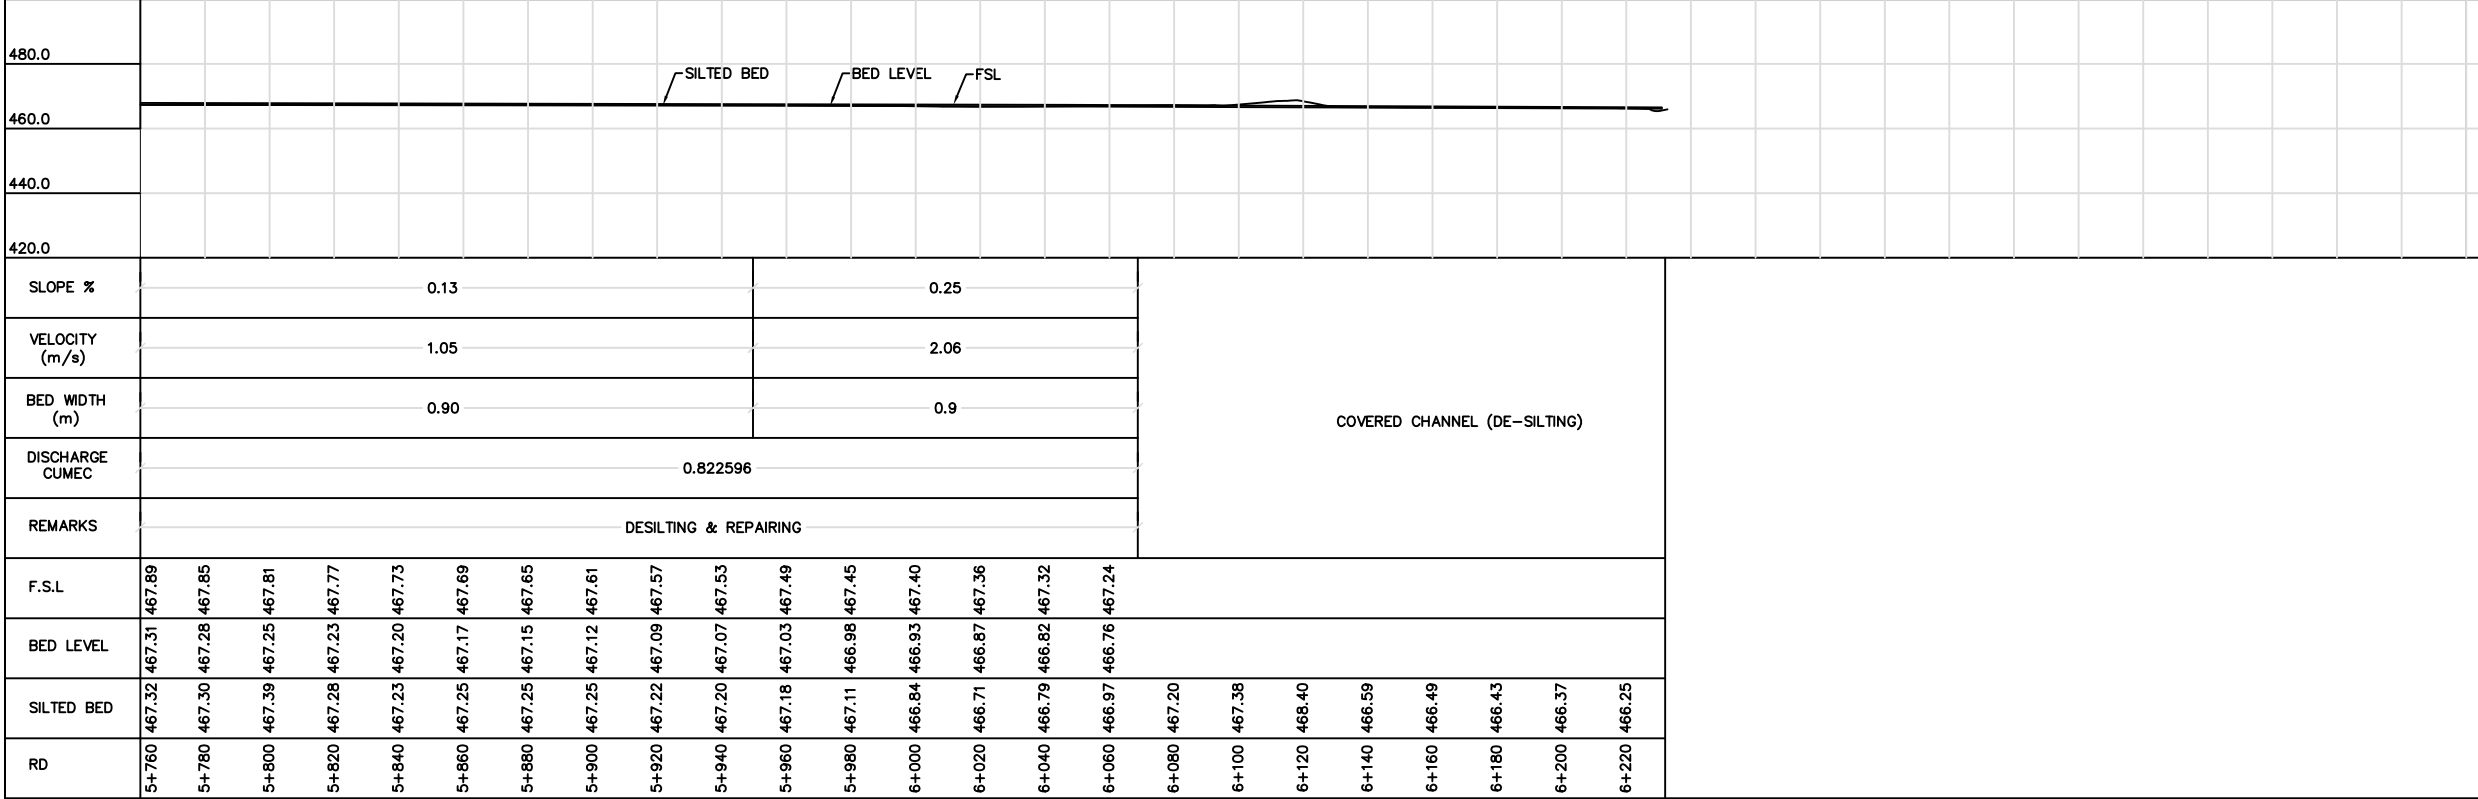 480.0
SILTED BED BED LEVEL FSL
460.0
440.0
420.0
SLOPE % 0.13 0.25
VELOCITY
(m/s) 1.05 2.06
BED WIDTH
(m) 0.90 0.9
COVERED CHANNEL (DE-SILTING)
DISCHARGE
CUMEC 0.822596
REMARKS DESILTING & REPAIRING
F.S.L 467.89 467.85 467.81 467.77 467.73 467.69 467.65 467.61 467.57 467.53 467.49 467.45 467.40 467.36 467.32 467.24
BED LEVEL 467.31 467.28 467.25 467.23 467.20 467.17 467.15 467.12 467.09 467.07 467.03 466.98 466.93 466.87 466.82 466.76
SILTED BED 467.32 467.30 467.39 467.28 467.23 467.25 467.25 467.25 467.22 467.20 467.18 467.11 466.84 466.71 466.79 466.97 467.20 467.38 468.40 466.59 466.49 466.43 466.37 466.25
RD 5+760 5+780 5+800 5+820 5+840 5+860 5+880 5+900 5+920 5+940 5+960 5+980 6+000 6+020 6+040 6+060 6+080 6+100 6+120 6+140 6+160 6+180 6+200 6+220